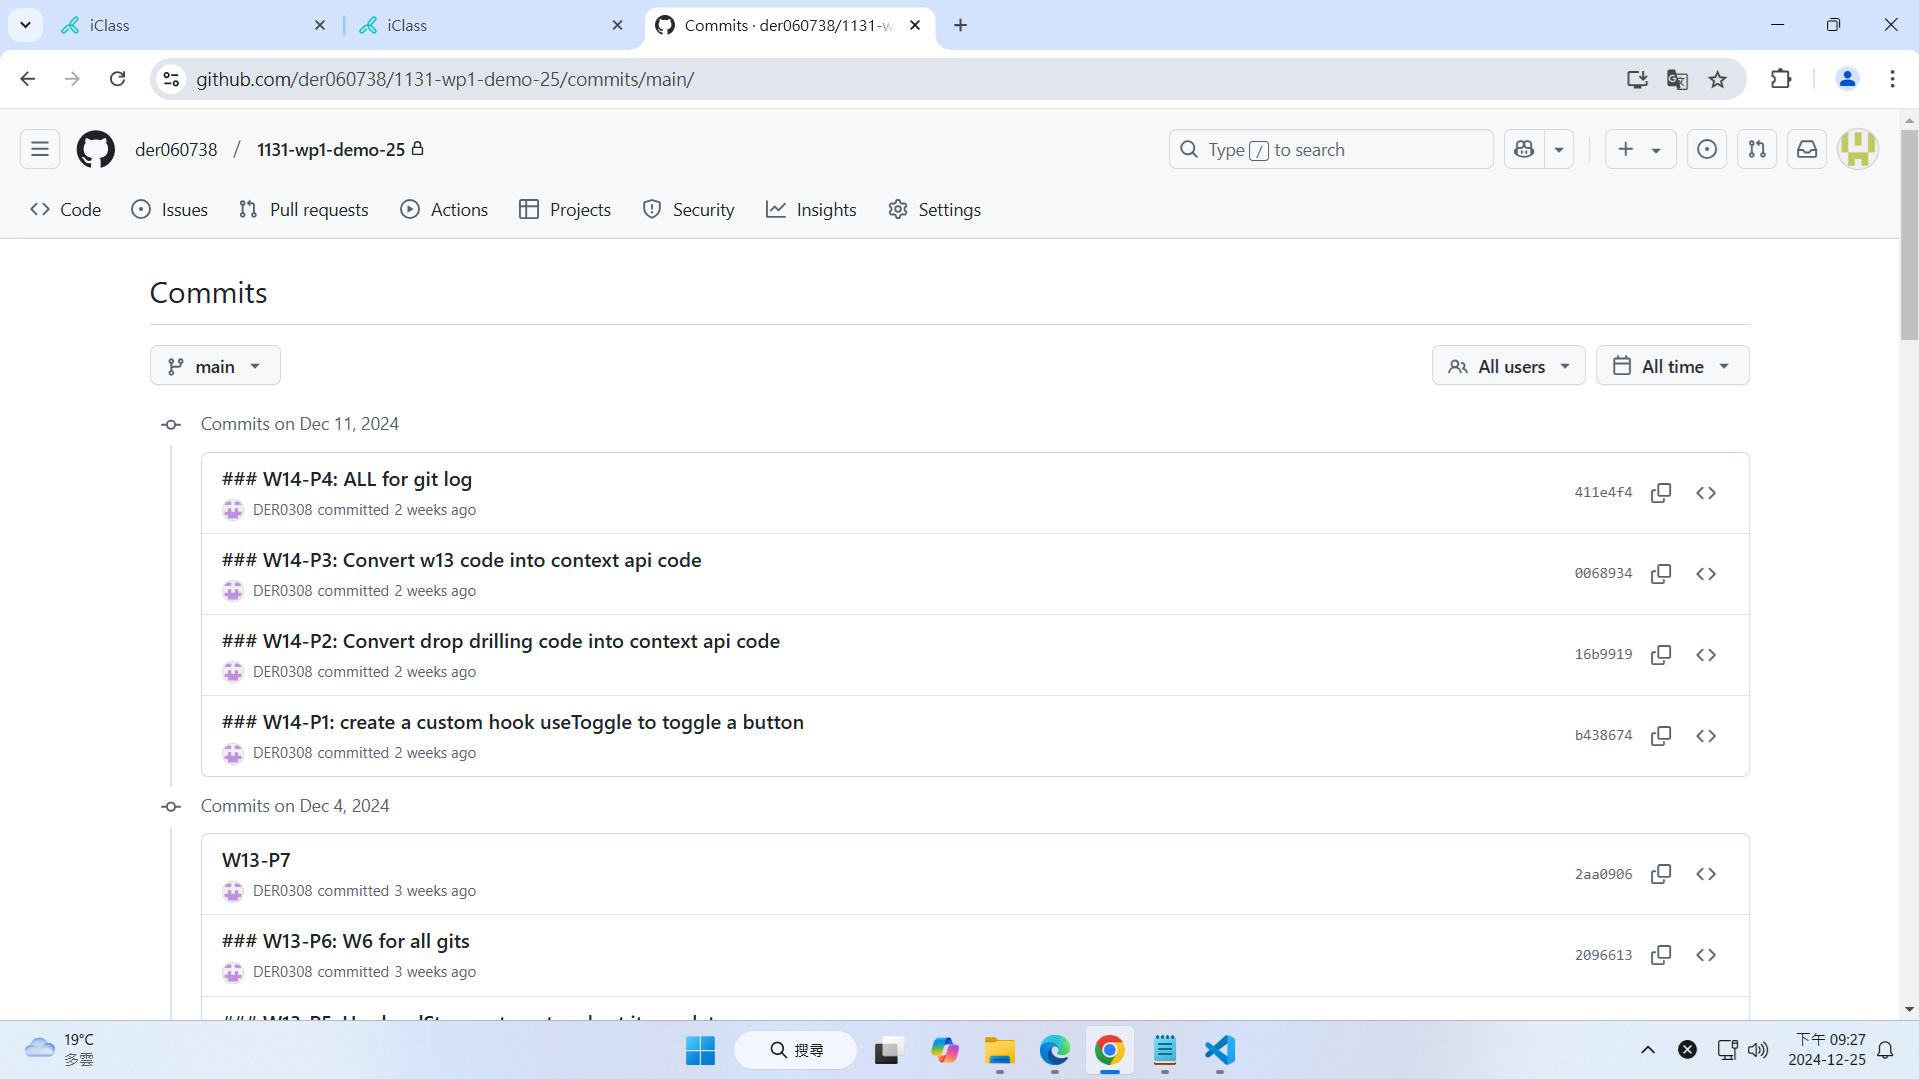 iClass
iClass
Commits · der060738/1131-w
github.com/der060738/1131-wp1-demo-25/commits/main/
der060738 / 1131-wp1-demo-25
Type / to search
Code
Issues
Pull requests
Actions
Projects
Security
Insights
Settings
Commits
main
All users
All time
Commits on Dec 11, 2024
### W14-P4: ALL for git log
DER0308 committed 2 weeks ago
411e4f4
### W14-P3: Convert w13 code into context api code
DER0308 committed 2 weeks ago
0068934
### W14-P2: Convert drop drilling code into context api code
DER0308 committed 2 weeks ago
16b9919
### W14-P1: create a custom hook useToggle to toggle a button
DER0308 committed 2 weeks ago
b438674
Commits on Dec 4, 2024
W13-P7
DER0308 committed 3 weeks ago
2aa0906
### W13-P6: W6 for all gits
DER0308 committed 3 weeks ago
2096613
### W13-P5:
19°C
多雲
搜尋
下午 09:27
2024-12-25